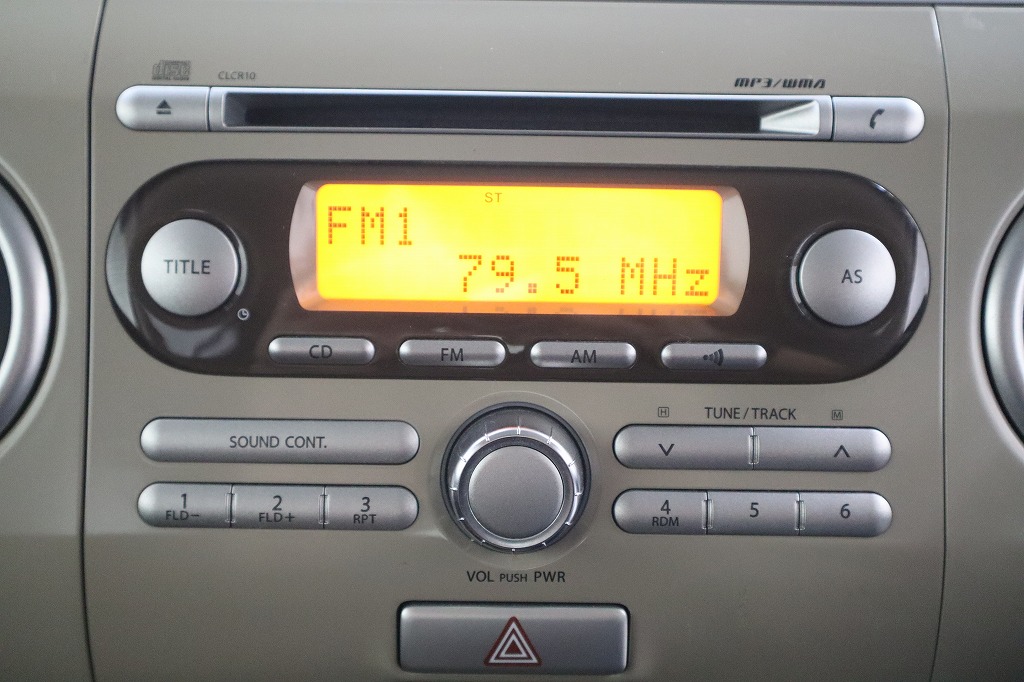 disc
CLCR10
MP3/WMA
ST
FM1
79.5 MHz
TITLE
AS
CD
FM
AM
H TUNE/TRACK M
SOUND CONT.
1 2 3
FLD− FLD+ RPT
4 5 6
RDM
VOL PUSH PWR